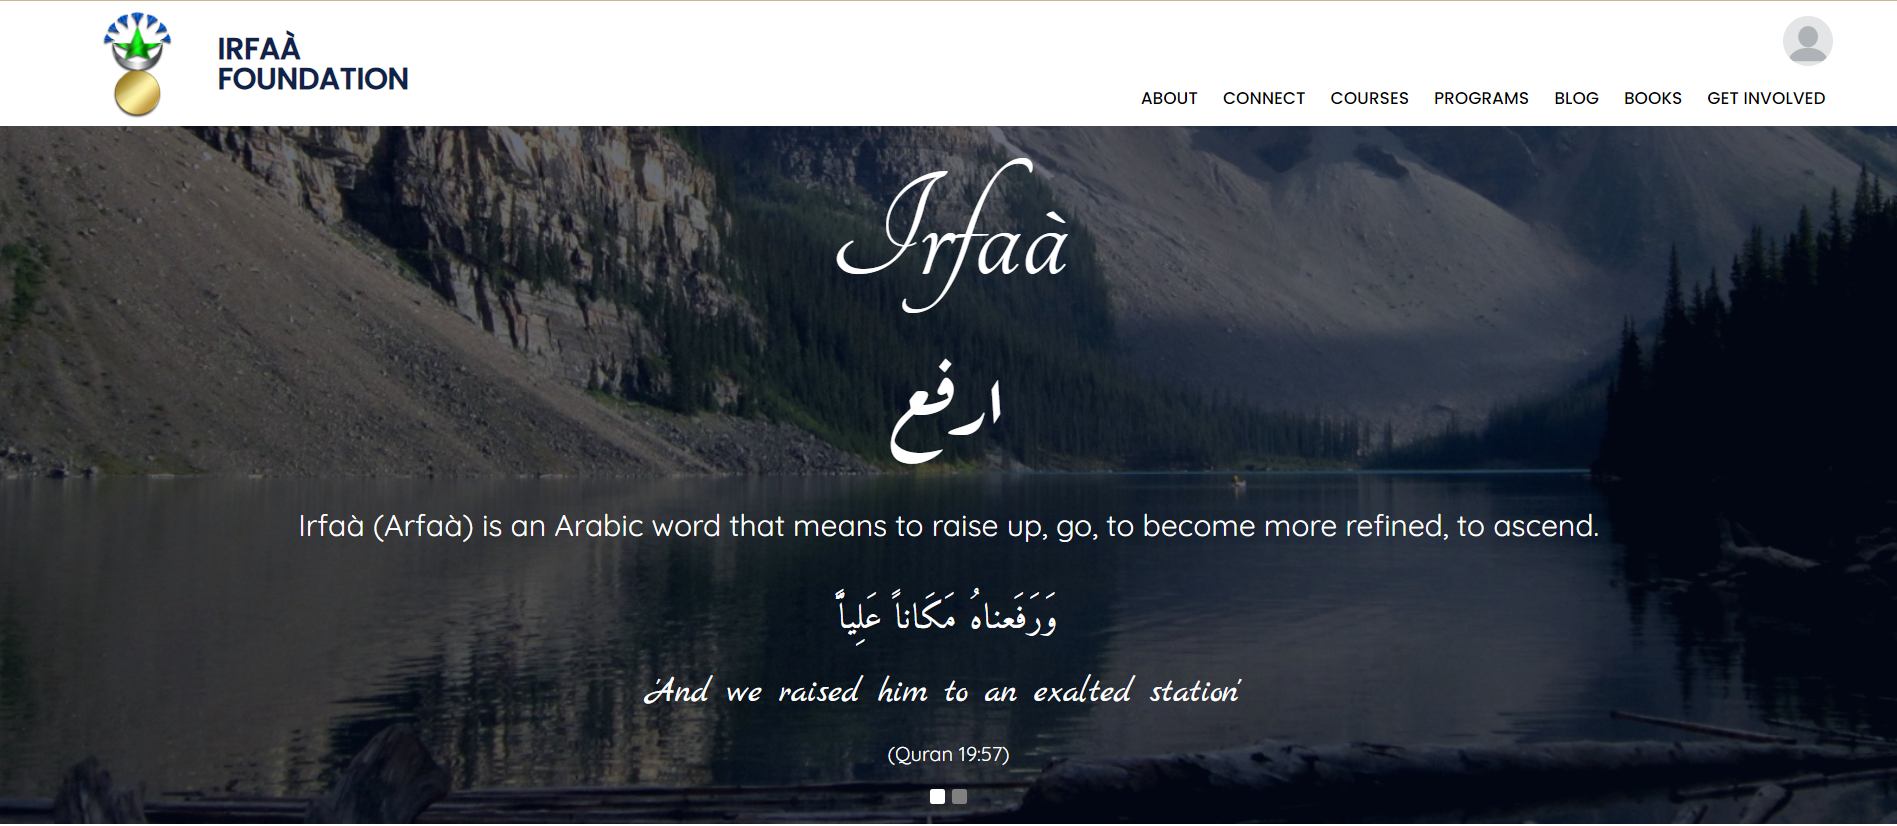 IRFAÀ
FOUNDATION
ABOUT CONNECT COURSES PROGRAMS BLOG BOOKS GET INVOLVED
Irfaà
ارفع
Irfaà (Arfaà) is an Arabic word that means to raise up, go, to become more refined, to ascend.
وَرَفَعناهُ مَكَاناً عَلِياًّ
'And we raised him to an exalted station'
(Quran 19:57)